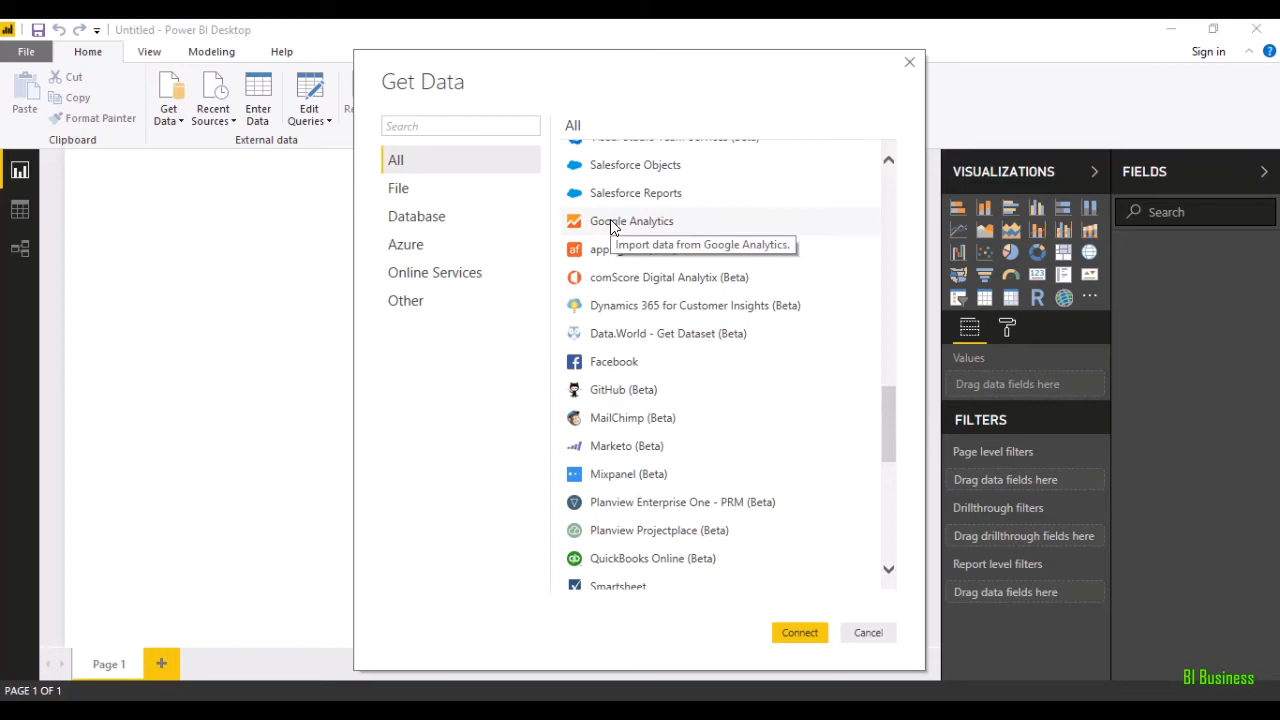 Untitled - Power BI Desktop
File
Home
View
Modeling
Help
Sign in
Paste
Cut
Copy
Format Painter
Clipboard
Get Data
Recent Sources
Enter Data
Edit Queries
External data
Get Data
Search
All
File
Database
Azure
Online Services
Other
All
Salesforce Objects
Salesforce Reports
Google Analytics
Import data from Google Analytics.
comScore Digital Analytix (Beta)
Dynamics 365 for Customer Insights (Beta)
Data.World - Get Dataset (Beta)
Facebook
GitHub (Beta)
MailChimp (Beta)
Marketo (Beta)
Mixpanel (Beta)
Planview Enterprise One - PRM (Beta)
Planview Projectplace (Beta)
QuickBooks Online (Beta)
Smartsheet
Connect
Cancel
VISUALIZATIONS
FIELDS
Search
Values
Drag data fields here
FILTERS
Page level filters
Drag data fields here
Drillthrough filters
Drag drillthrough fields here
Report level filters
Drag data fields here
Page 1
PAGE 1 OF 1
BI Business